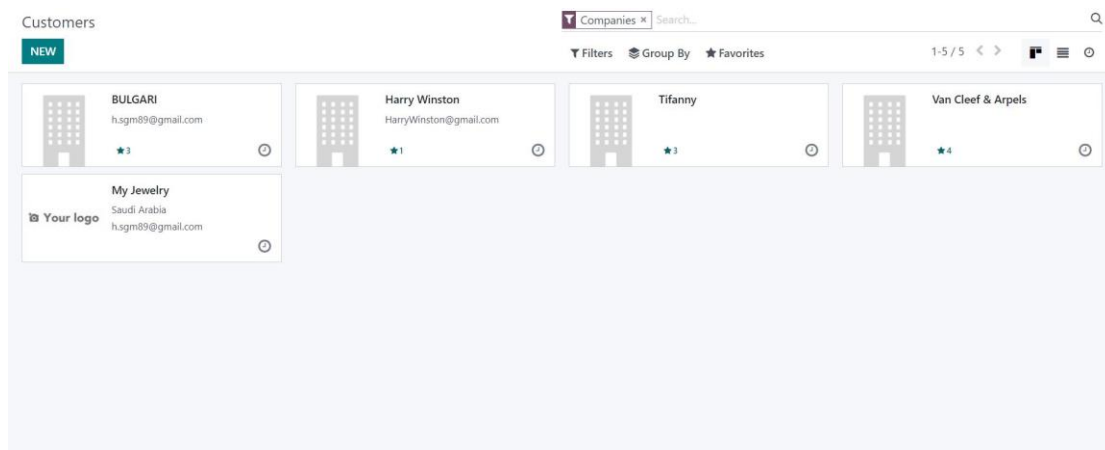 Customers
Companies × Search...
NEW
Filters Group By Favorites
1-5 / 5
BULGARI
h.sgm89@gmail.com
3
Harry Winston
HarryWinston@gmail.com
1
Tifanny
3
Van Cleef & Arpels
4
Your logo
My Jewelry
Saudi Arabia
h.sgm89@gmail.com